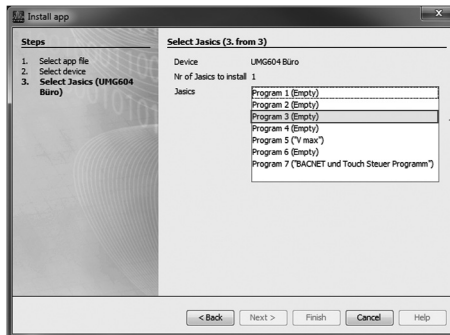 Install app
Steps
1. Select app file
2. Select device
3. Select Jasics (UMG604
Büro)
Select Jasics (3. from 3)
Device UMG604 Büro
Nr of Jasics to install 1
Jasics
Program 1 (Empty)
Program 2 (Empty)
Program 3 (Empty)
Program 4 (Empty)
Program 5 ("V max")
Program 6 (Empty)
Program 7 ("BACNET und Touch Steuer Programm")
< Back Next > Finish Cancel Help